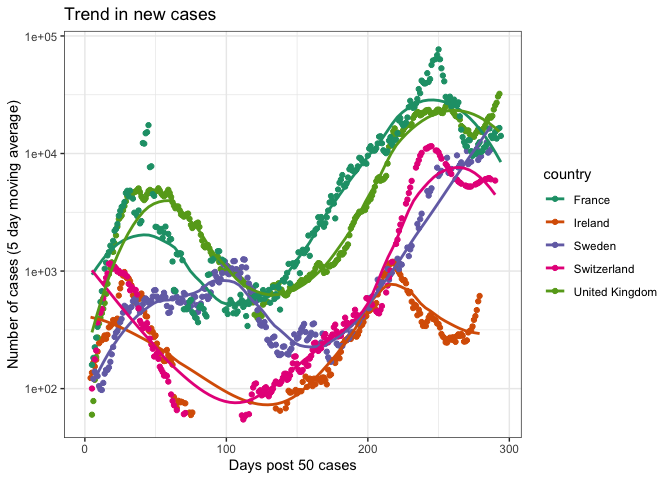 Trend in new cases
1e+05
1e+04
1e+03
1e+02
Number of cases (5 day moving average)
0 100 200 300
Days post 50 cases
country
France
Ireland
Sweden
Switzerland
United Kingdom